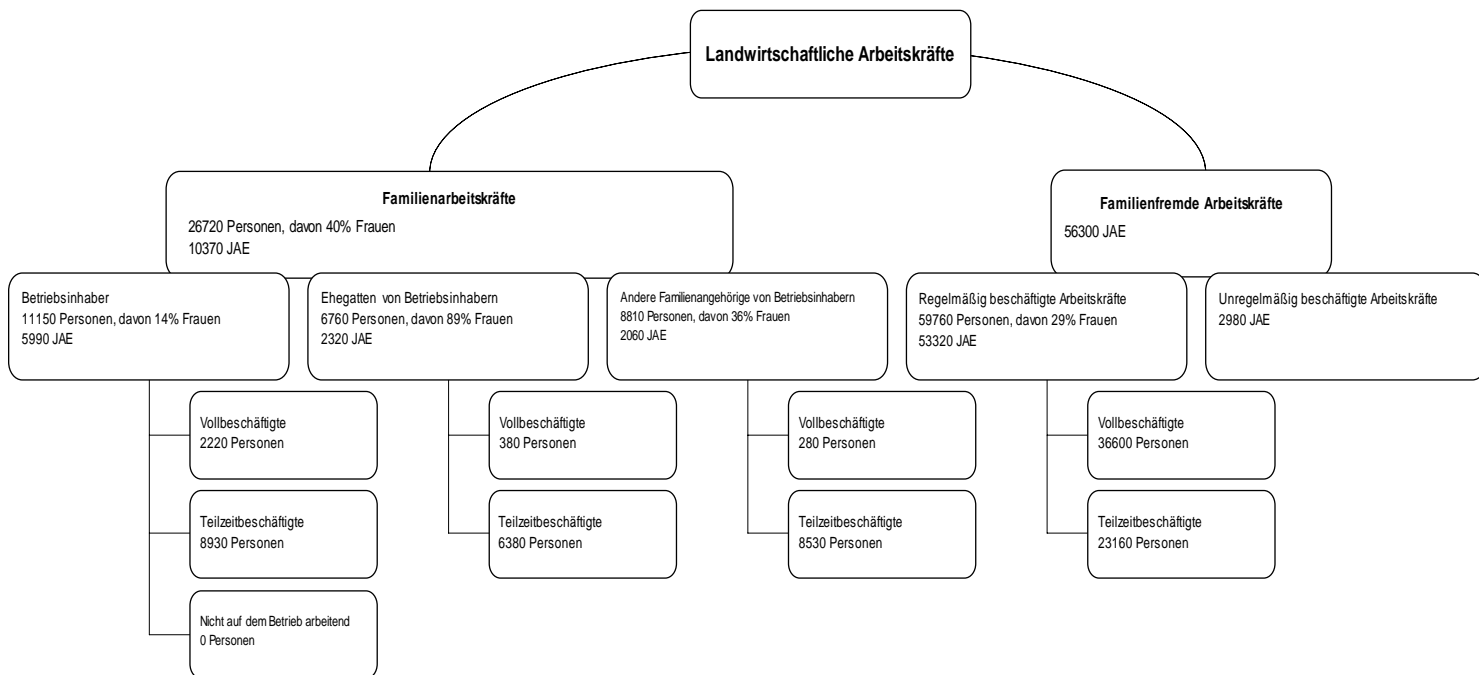 Landwirtschaftliche Arbeitskräfte
Familienarbeitskräfte
26720 Personen, davon 40% Frauen
10370 JAE
Familienfremde Arbeitskräfte
56300 JAE
Betriebsinhaber
11150 Personen, davon 14% Frauen
5990 JAE
Ehegatten von Betriebsinhabern
6760 Personen, davon 89% Frauen
2320 JAE
Andere Familienangehörige von Betriebsinhabern
8810 Personen, davon 36% Frauen
2060 JAE
Regelmäßig beschäftigte Arbeitskräfte
59760 Personen, davon 29% Frauen
53320 JAE
Unregelmäßig beschäftigte Arbeitskräfte
2980 JAE
Vollbeschäftigte
2220 Personen
Vollbeschäftigte
380 Personen
Vollbeschäftigte
280 Personen
Vollbeschäftigte
36600 Personen
Teilzeitbeschäftigte
8930 Personen
Teilzeitbeschäftigte
6380 Personen
Teilzeitbeschäftigte
8530 Personen
Teilzeitbeschäftigte
23160 Personen
Nicht auf dem Betrieb arbeitend
0 Personen